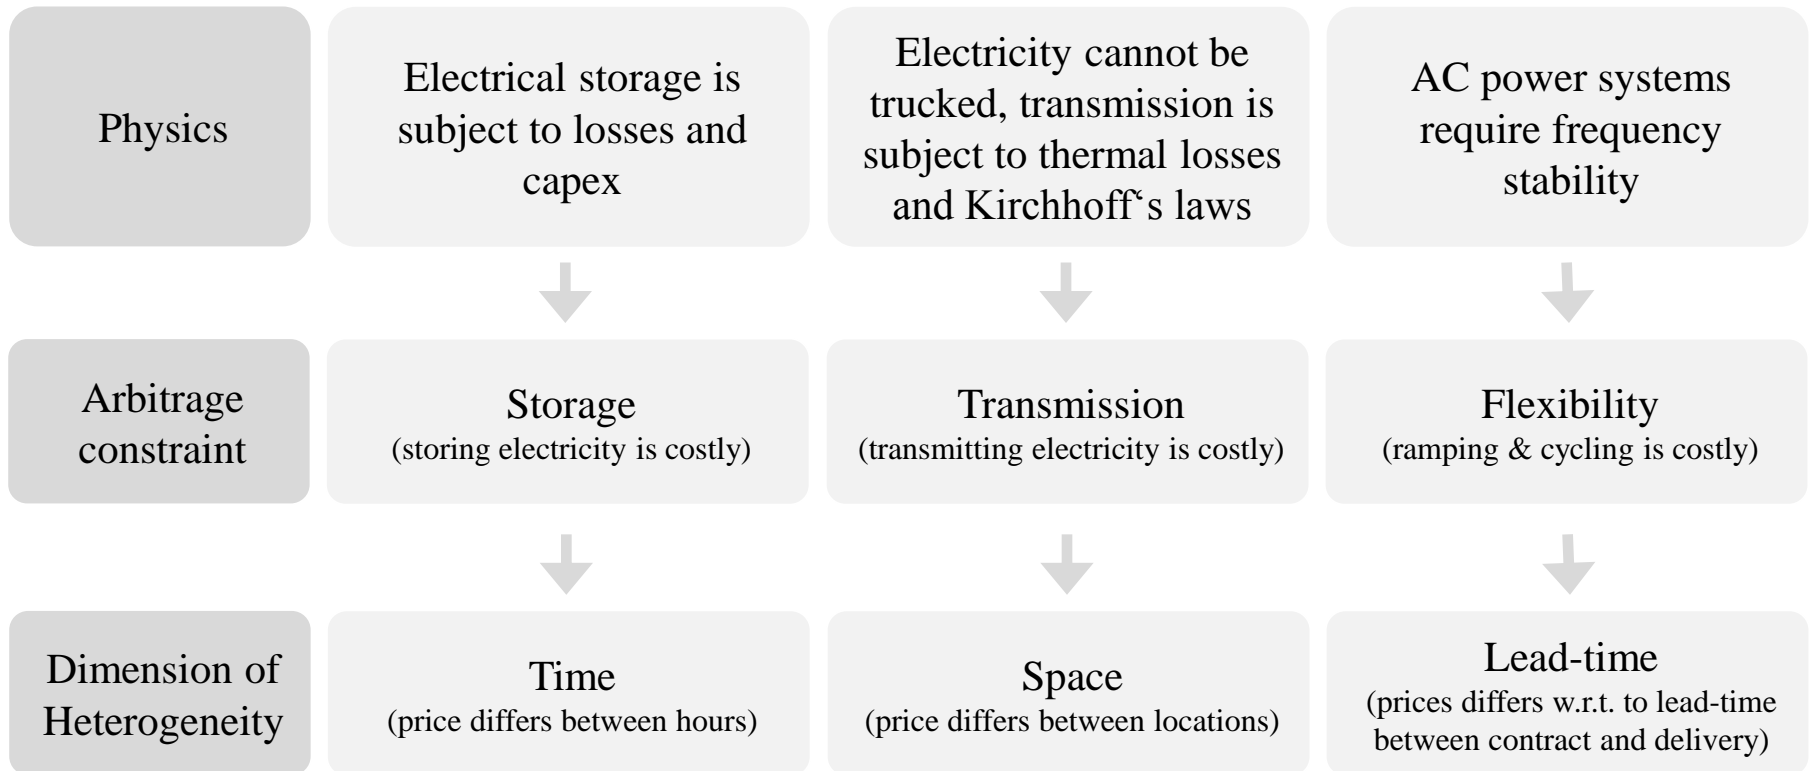 Physics
Electrical storage is
subject to losses and
capex
Electricity cannot be
trucked, transmission is
subject to thermal losses
and Kirchhoff‘s laws
AC power systems
require frequency
stability
Arbitrage
constraint
Storage
(storing electricity is costly)
Transmission
(transmitting electricity is costly)
Flexibility
(ramping & cycling is costly)
Dimension of
Heterogeneity
Time
(price differs between hours)
Space
(price differs between locations)
Lead-time
(prices differs w.r.t. to lead-time
between contract and delivery)